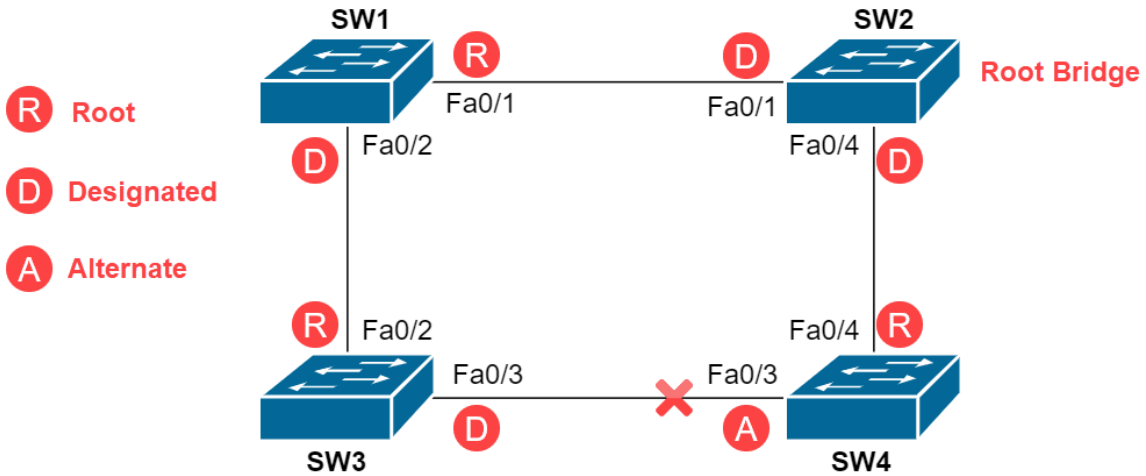 SW1
SW2
R
D
Root Bridge
R Root
Fa0/1
Fa0/1
Fa0/2
Fa0/4
D
D
D Designated
A Alternate
R
Fa0/2
Fa0/4
R
Fa0/3
Fa0/3
D
A
SW3
SW4